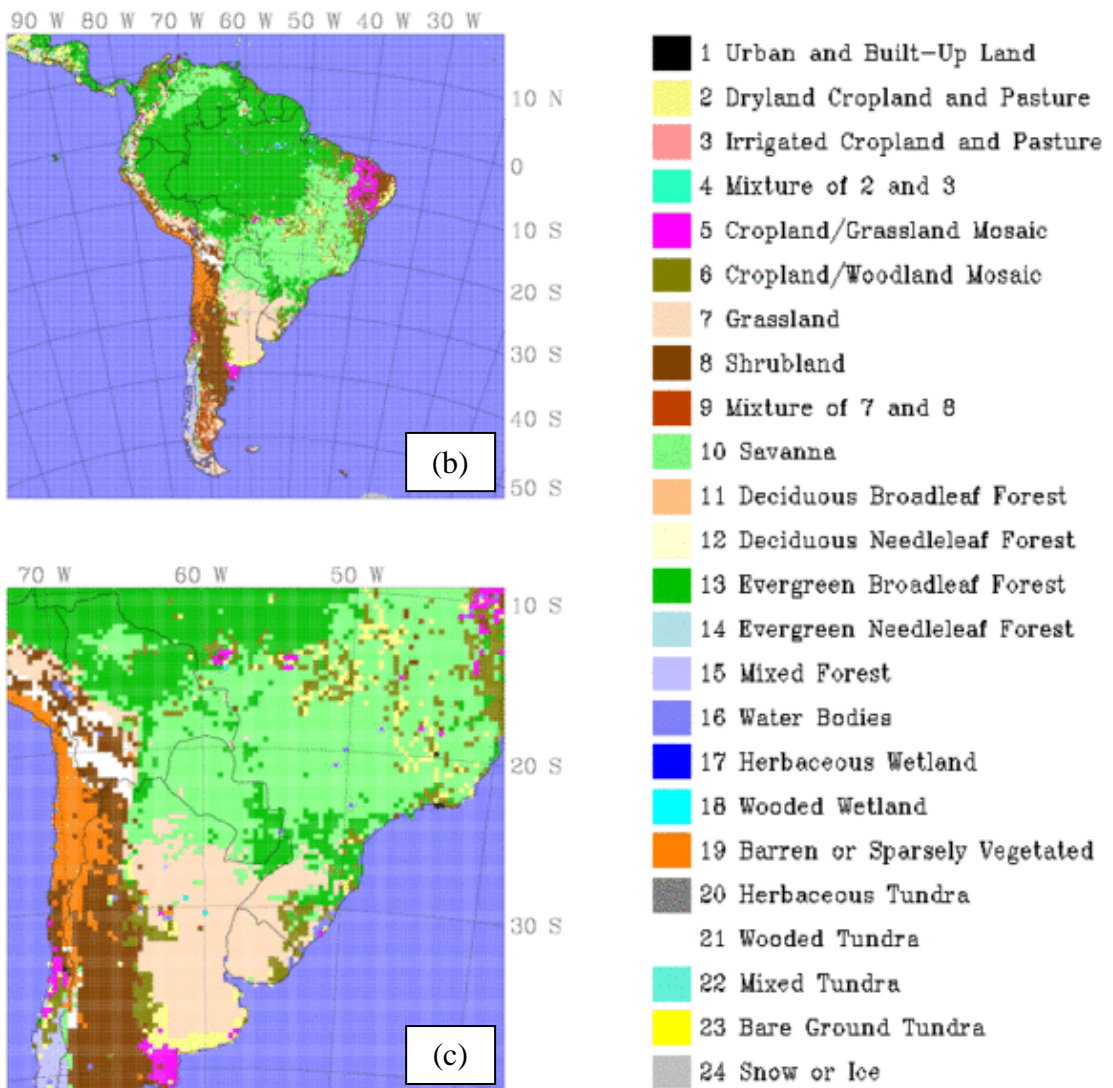 90 W 80 W 70 W 60 W 50 W 40 W 30 W
10 N
0
10 S
20 S
30 S
40 S
50 S
(b)
70 W 60 W 50 W
10 S
20 S
30 S
(c)
1 Urban and Built-Up Land
2 Dryland Cropland and Pasture
3 Irrigated Cropland and Pasture
4 Mixture of 2 and 3
5 Cropland/Grassland Mosaic
6 Cropland/Woodland Mosaic
7 Grassland
8 Shrubland
9 Mixture of 7 and 8
10 Savanna
11 Deciduous Broadleaf Forest
12 Deciduous Needleleaf Forest
13 Evergreen Broadleaf Forest
14 Evergreen Needleleaf Forest
15 Mixed Forest
16 Water Bodies
17 Herbaceous Wetland
18 Wooded Wetland
19 Barren or Sparsely Vegetated
20 Herbaceous Tundra
21 Wooded Tundra
22 Mixed Tundra
23 Bare Ground Tundra
24 Snow or Ice